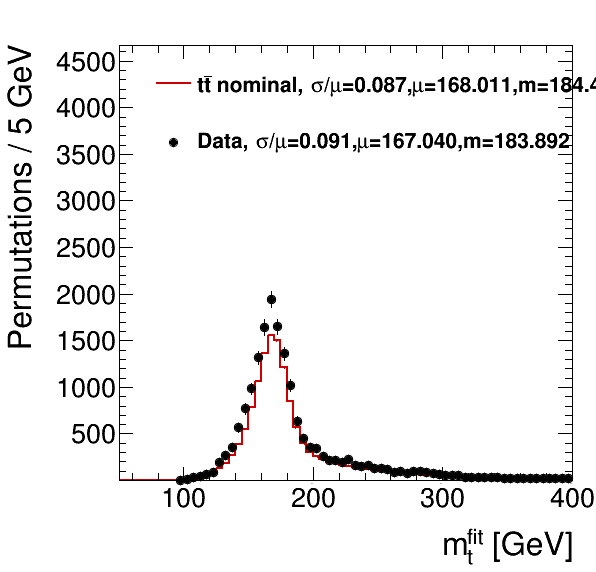 4500
tt̄ nominal, σ/μ=0.087,μ=168.011,m=184.4
4000
Data, σ/μ=0.091,μ=167.040,m=183.892
3500
3000
2500
2000
1500
1000
500
Permutations / 5 GeV
100 200 300 400
m_t^fit [GeV]